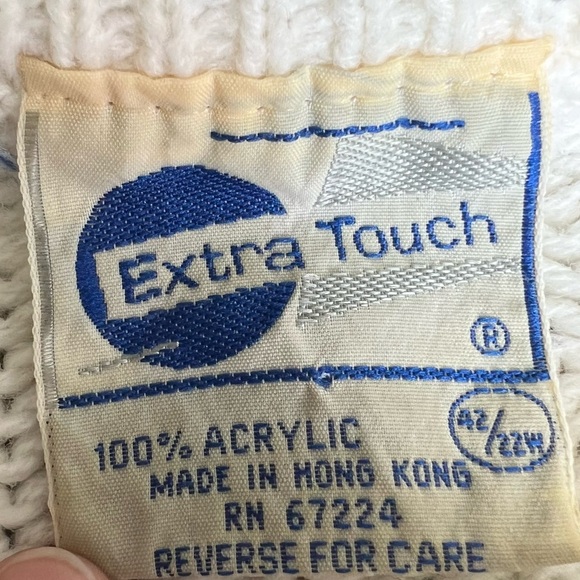 Extra Touch
®
42/22W
100% ACRYLIC
MADE IN HONG KONG
RN 67224
REVERSE FOR CARE